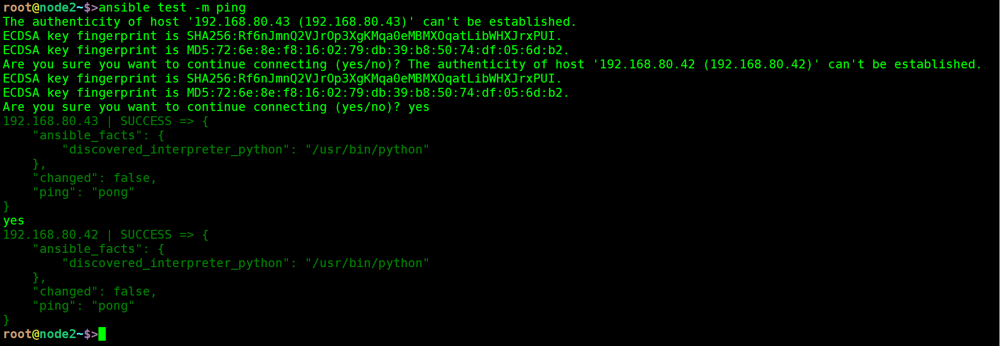 root@node2~$>ansible test -m ping
The authenticity of host '192.168.80.43 (192.168.80.43)' can't be established.
ECDSA key fingerprint is SHA256:Rf6nJmnQ2VJrOp3XgKMqa0eMBMXOqatLibWHXJrxPUI.
ECDSA key fingerprint is MD5:72:6e:8e:f8:16:02:79:db:39:b8:50:74:df:05:6d:b2.
Are you sure you want to continue connecting (yes/no)? The authenticity of host '192.168.80.42 (192.168.80.42)' can't be established.
ECDSA key fingerprint is SHA256:Rf6nJmnQ2VJrOp3XgKMqa0eMBMXOqatLibWHXJrxPUI.
ECDSA key fingerprint is MD5:72:6e:8e:f8:16:02:79:db:39:b8:50:74:df:05:6d:b2.
Are you sure you want to continue connecting (yes/no)? yes
192.168.80.43 | SUCCESS => {
    "ansible_facts": {
        "discovered_interpreter_python": "/usr/bin/python"
    },
    "changed": false,
    "ping": "pong"
}
yes
192.168.80.42 | SUCCESS => {
    "ansible_facts": {
        "discovered_interpreter_python": "/usr/bin/python"
    },
    "changed": false,
    "ping": "pong"
}
root@node2~$>